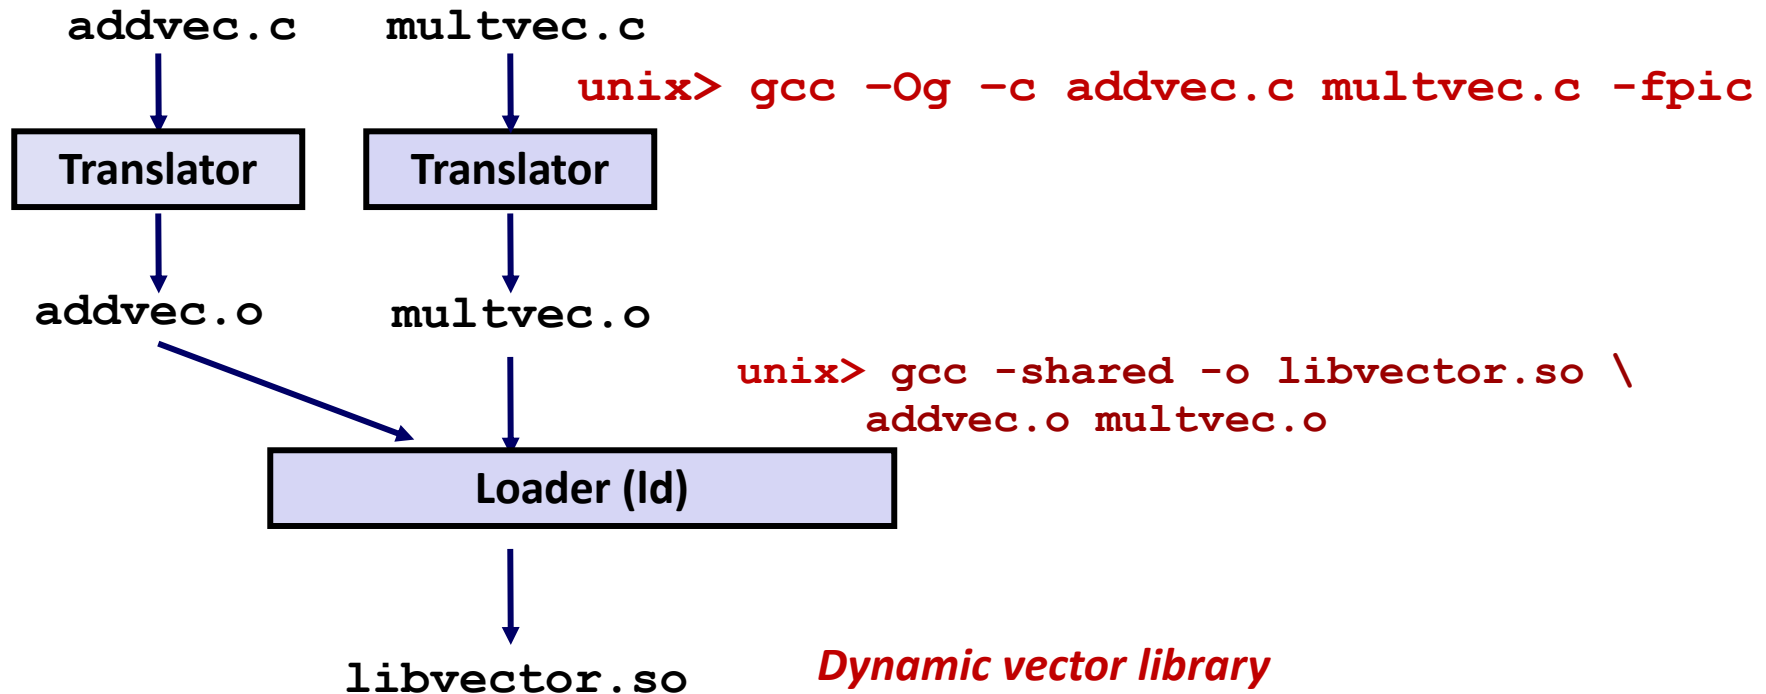 addvec.c multvec.c
unix> gcc –Og –c addvec.c multvec.c -fpic
Translator Translator
addvec.o multvec.o
unix> gcc -shared -o libvector.so \
addvec.o multvec.o
Loader (ld)
libvector.so
Dynamic vector library